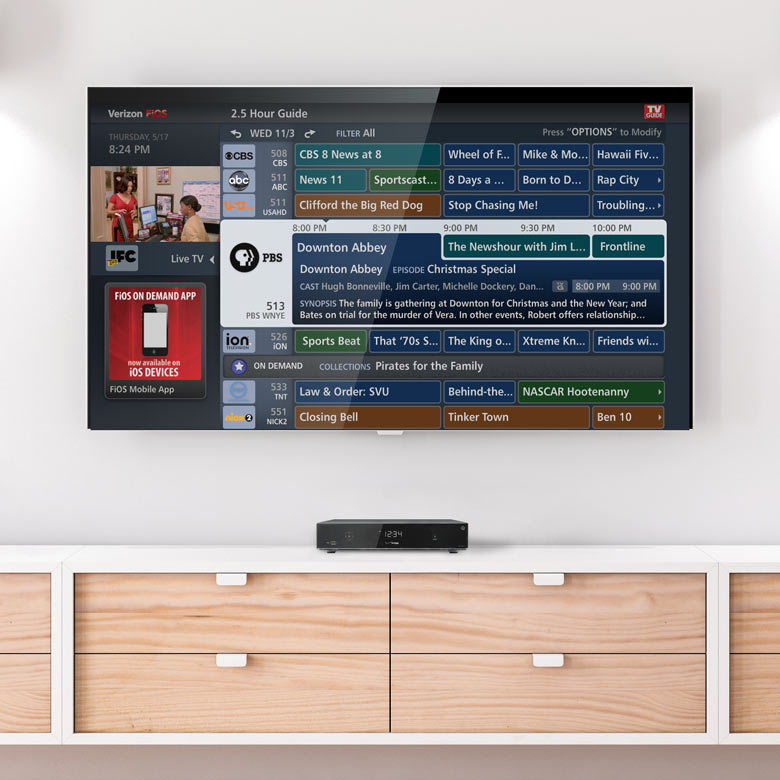 Verizon FiOS
2.5 Hour Guide
TV GUIDE
THURSDAY, 5/17
8:24 PM
WED 11/3 FILTER All Press "OPTIONS" to Modify
CBS 508 CBS CBS 8 News at 8 Wheel of F... Mike & Mo... Hawaii Fiv...
abc 511 ABC News 11 Sportscast... 8 Days a ... Born to D... Rap City
USA 511 USAHD Clifford the Big Red Dog Stop Chasing Me! Troubling...
8:00 PM 8:30 PM 9:00 PM 9:30 PM 10:00 PM
PBS Downton Abbey The Newshour with Jim L... Frontline
Downton Abbey EPISODE Christmas Special
CAST Hugh Bonneville, Jim Carter, Michelle Dockery, Dan... 8:00 PM 9:00 PM
SYNOPSIS The family is gathering at Downton for Christmas and the New Year; and
Bates on trial for the murder of Vera. In other events, Robert offers relationship...
513
PBS WNYE
IFC Live TV
FiOS ON DEMAND APP
now available on
iOS DEVICES
FiOS Mobile App
ion TELEVISION 526 iON Sports Beat That '70s S... The King o... Xtreme Kn... Friends wi...
ON DEMAND COLLECTIONS Pirates for the Family
533 TNT Law & Order: SVU Behind-the... NASCAR Hootenanny
nick2 551 NICK2 Closing Bell Tinker Town Ben 10
1234